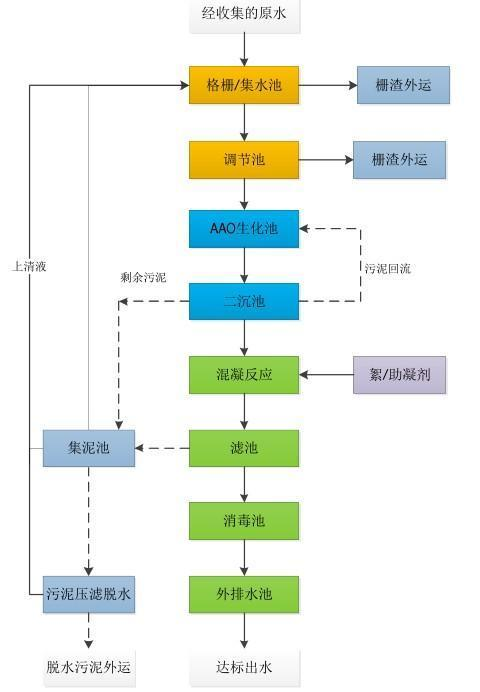 经收集的原水
格栅/集水池
栅渣外运
调节池
栅渣外运
AAO生化池
上清液
剩余污泥
污泥回流
二沉池
混凝反应
絮/助凝剂
集泥池
滤池
消毒池
污泥压滤脱水
外排水池
脱水污泥外运
达标出水